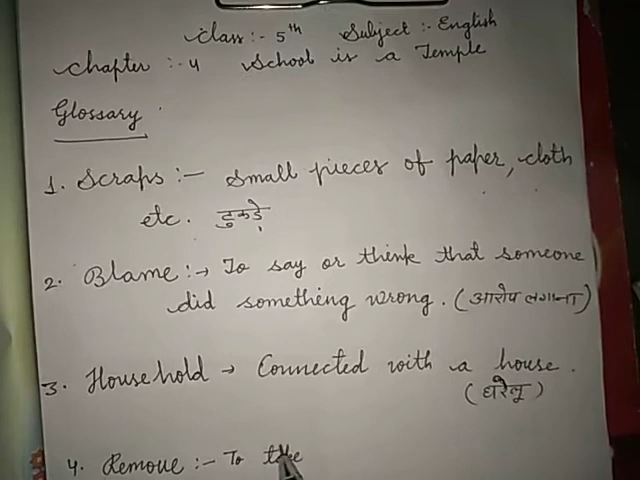 Class :- 5th Subject :- English
Chapter :- 4 School is a Temple
Glossary
1. Scraps :- Small pieces of paper, cloth
etc. टुकड़े
2. Blame :→ To say or think that someone
did something wrong. (आरोप लगाना)
3. Household → Connected with a house.
(घरेलू)
4. Remove :- To